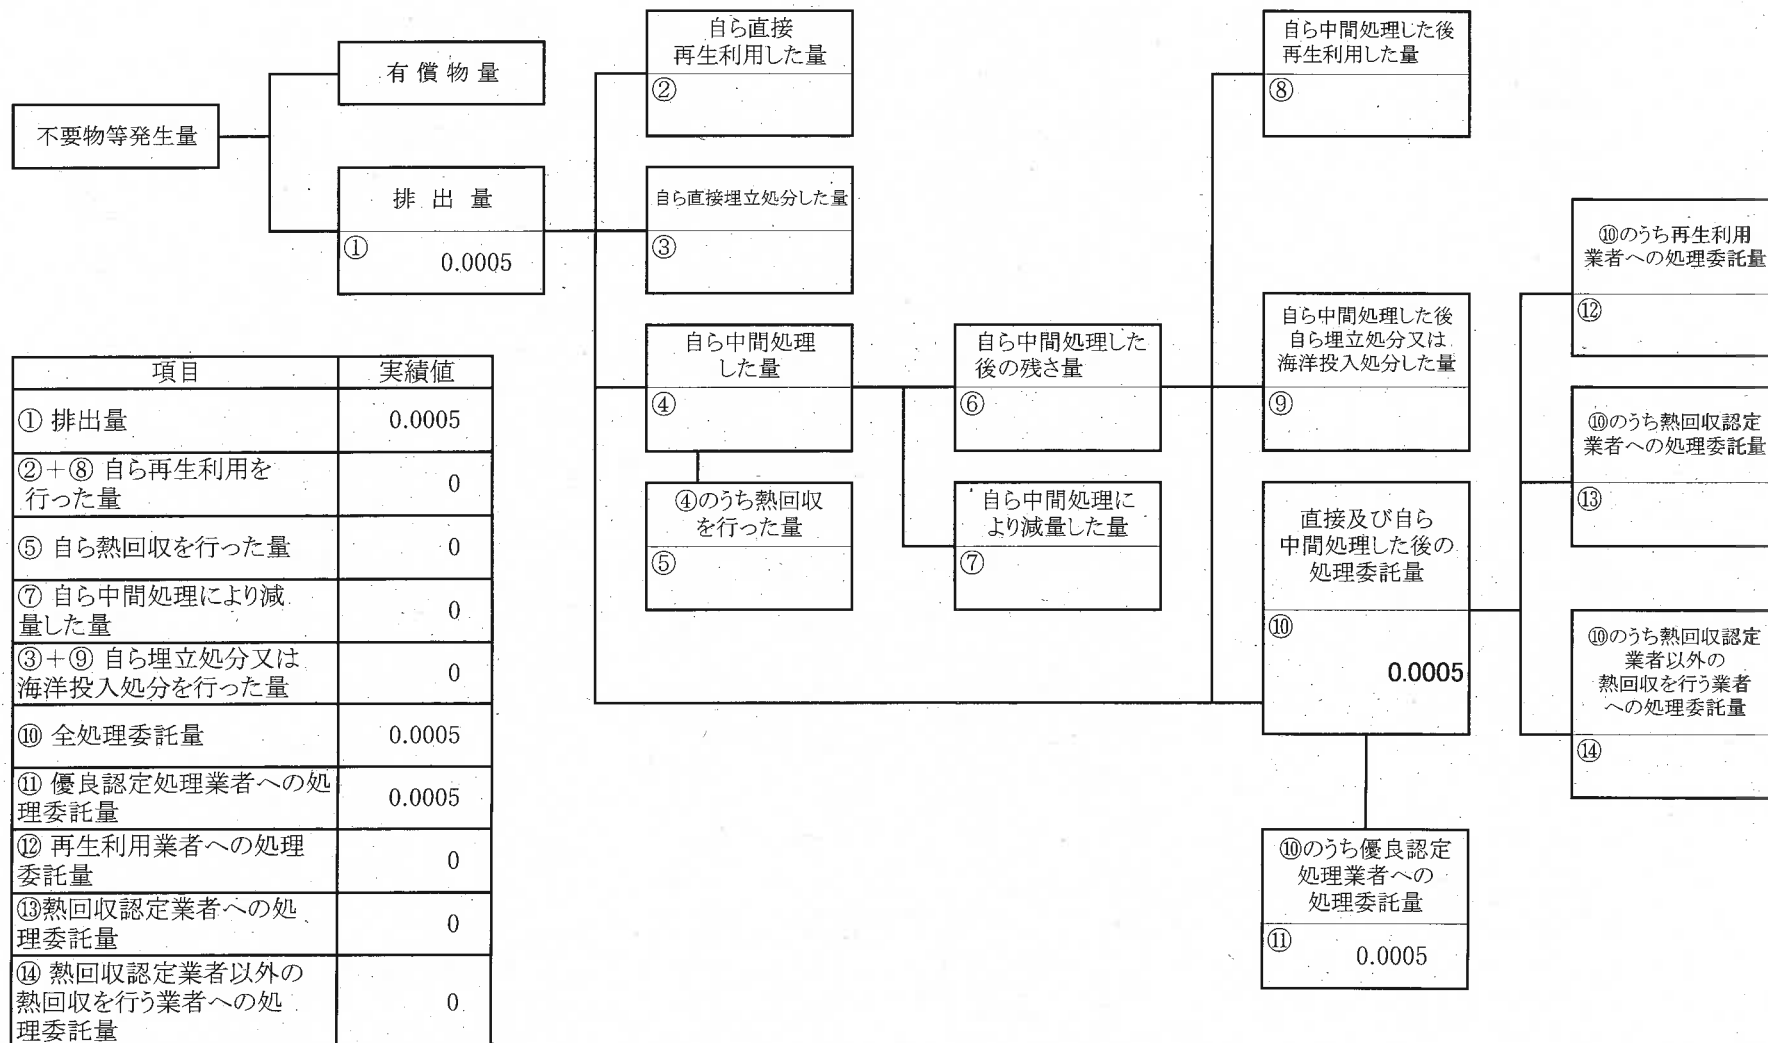 不要物等発生量
有償物量
排出量
①
0.0005
自ら直接
再生利用した量
②
自ら直接埋立処分した量
③
自ら中間処理
した量
④
④のうち熱回収
を行った量
⑤
自ら中間処理した
後の残さ量
⑥
自ら中間処理に
より減量した量
⑦
自ら中間処理した後
再生利用した量
⑧
自ら中間処理した後
自ら埋立処分又は
海洋投入処分した量
⑨
直接及び自ら
中間処理した後の
処理委託量
⑩
0.0005
⑩のうち優良認定
処理業者への
処理委託量
⑪
0.0005
⑩のうち再生利用
業者への処理委託量
⑫
⑩のうち熱回収認定
業者への処理委託量
⑬
⑩のうち熱回収認定
業者以外の
熱回収を行う業者
への処理委託量
⑭
項目 実績値
① 排出量 0.0005
②+⑧ 自ら再生利用を
行った量 0
⑤ 自ら熱回収を行った量 0
⑦ 自ら中間処理により減
量した量 0
③+⑨ 自ら埋立処分又は
海洋投入処分を行った量 0
⑩ 全処理委託量 0.0005
⑪ 優良認定処理業者への処
理委託量 0.0005
⑫ 再生利用業者への処理
委託量 0
⑬熱回収認定業者への処
理委託量 0
⑭ 熱回収認定業者以外の
熱回収を行う業者への処
理委託量 0